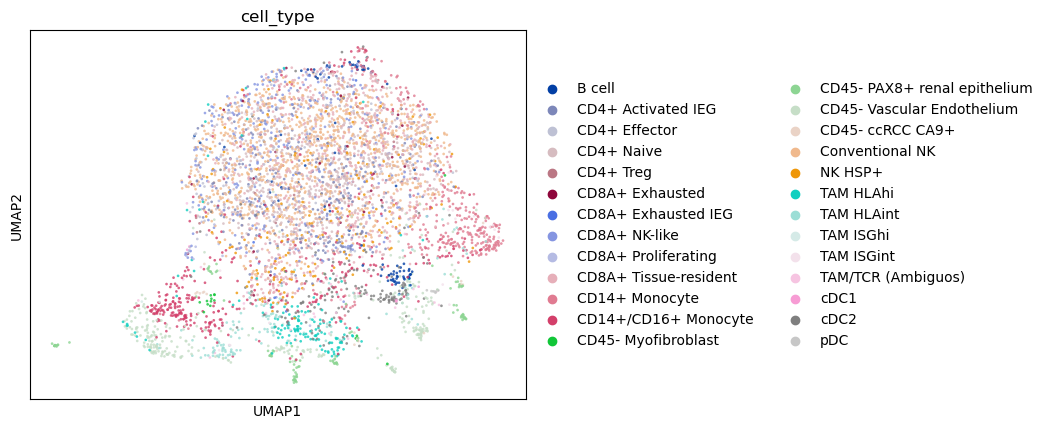 cell_type
UMAP2
UMAP1
B cell
CD4+ Activated IEG
CD4+ Effector
CD4+ Naive
CD4+ Treg
CD8A+ Exhausted
CD8A+ Exhausted IEG
CD8A+ NK-like
CD8A+ Proliferating
CD8A+ Tissue-resident
CD14+ Monocyte
CD14+/CD16+ Monocyte
CD45- Myofibroblast
CD45- PAX8+ renal epithelium
CD45- Vascular Endothelium
CD45- ccRCC CA9+
Conventional NK
NK HSP+
TAM HLAhi
TAM HLAint
TAM ISGhi
TAM ISGint
TAM/TCR (Ambiguos)
cDC1
cDC2
pDC